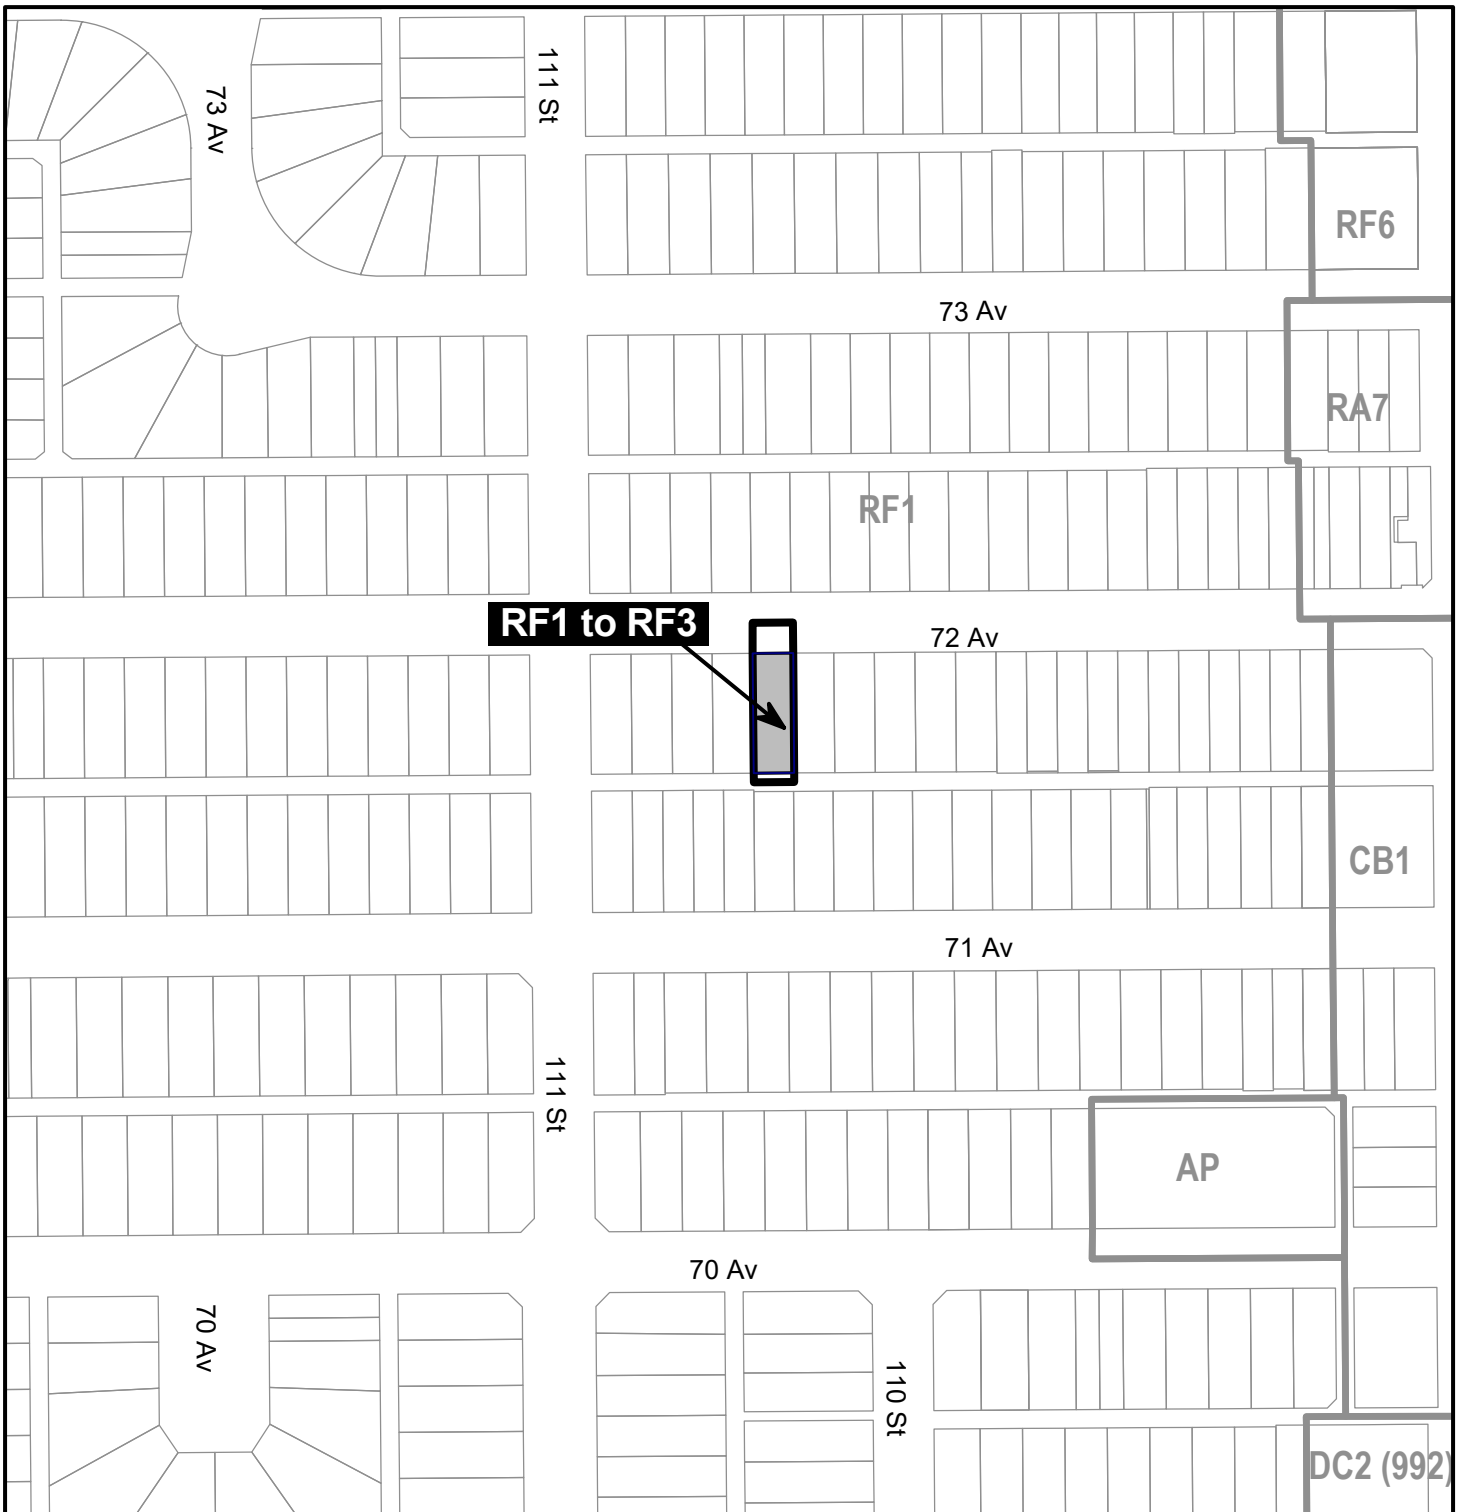 111 St
73 Av
RF6
73 Av
RA7
RF1
RF1 to RF3
72 Av
CB1
71 Av
111 St
AP
70 Av
70 Av
110 St
DC2 (992)